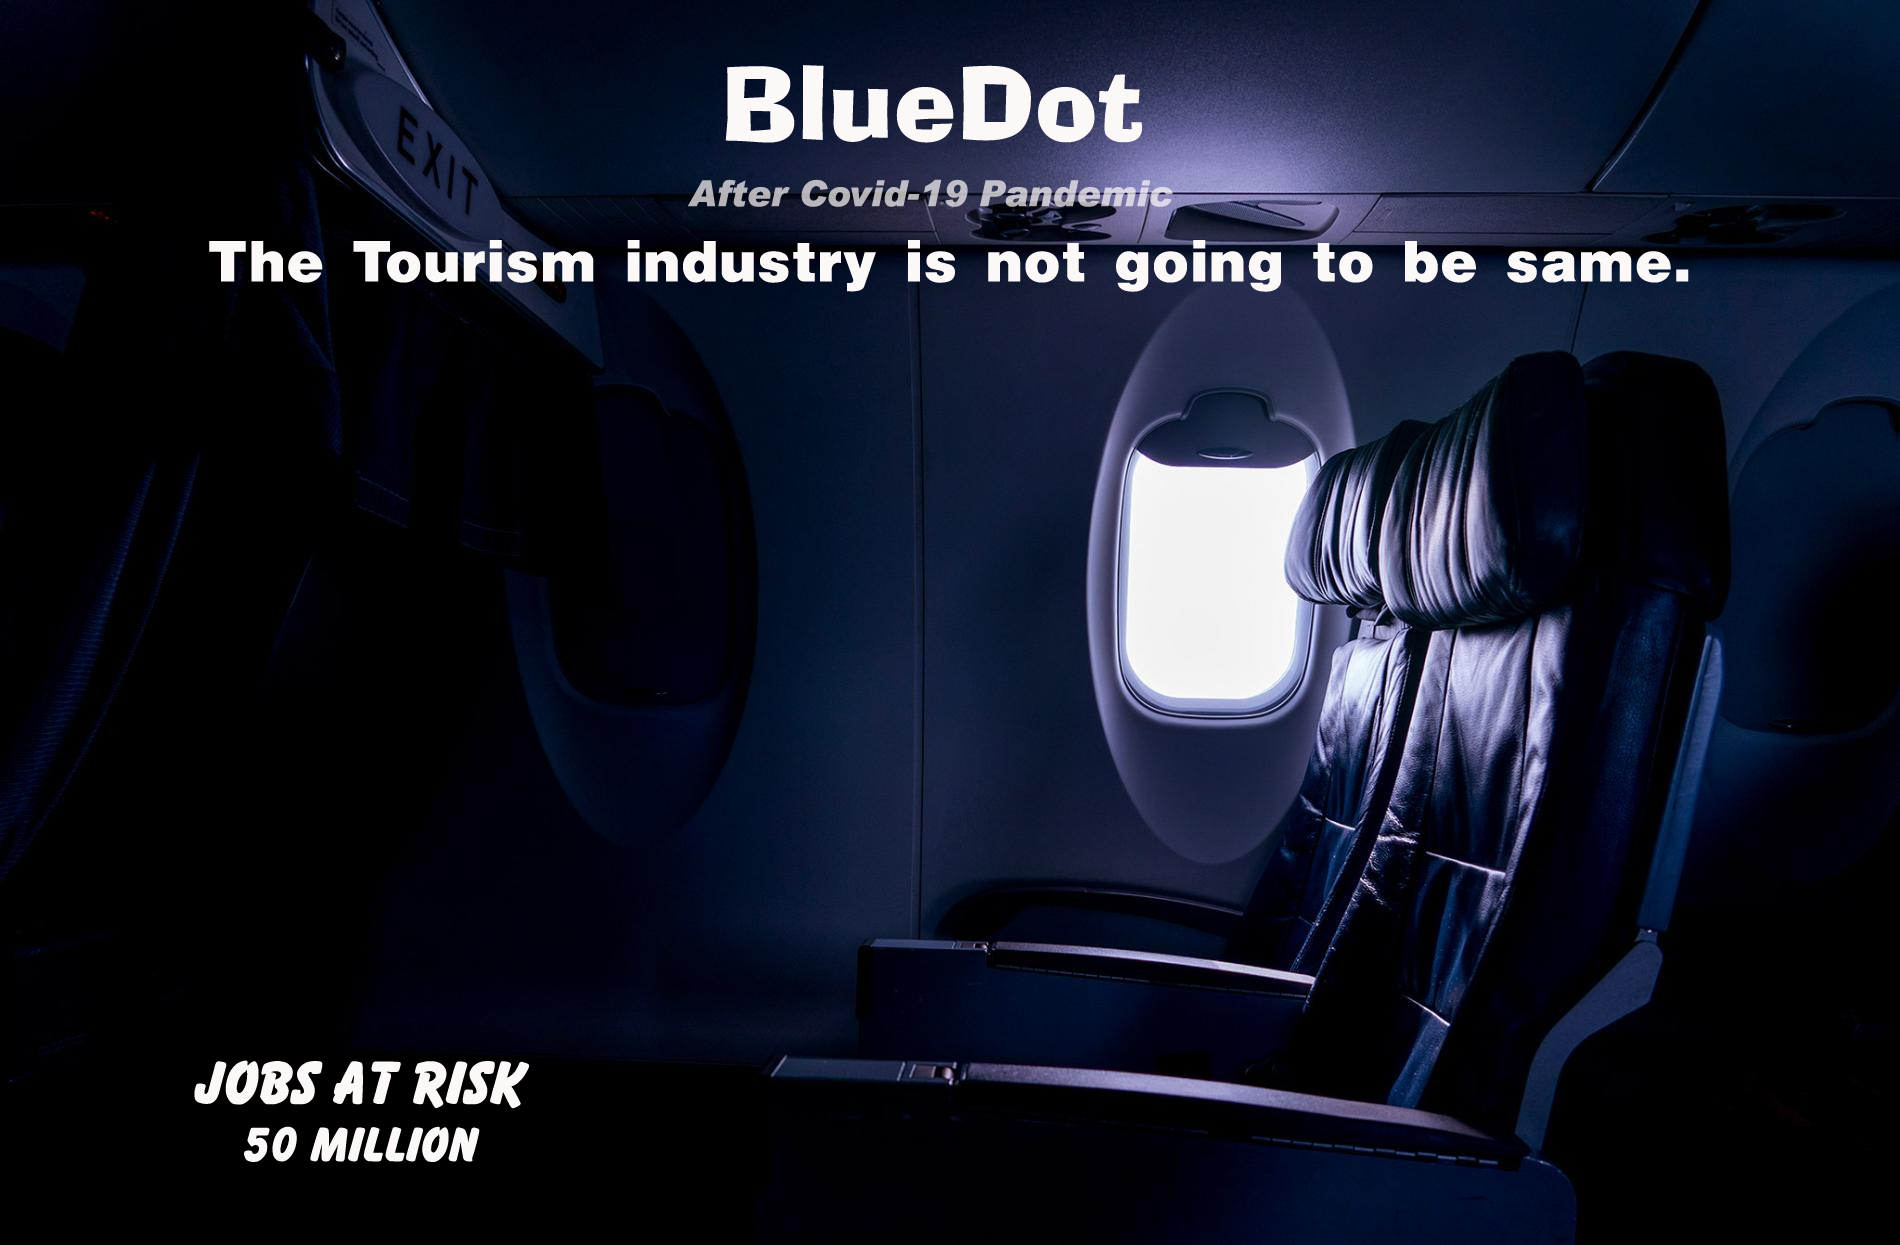 BlueDot
EXIT
After Covid-19 Pandemic
The Tourism industry is not going to be same.
JOBS AT RISK
50 MILLION